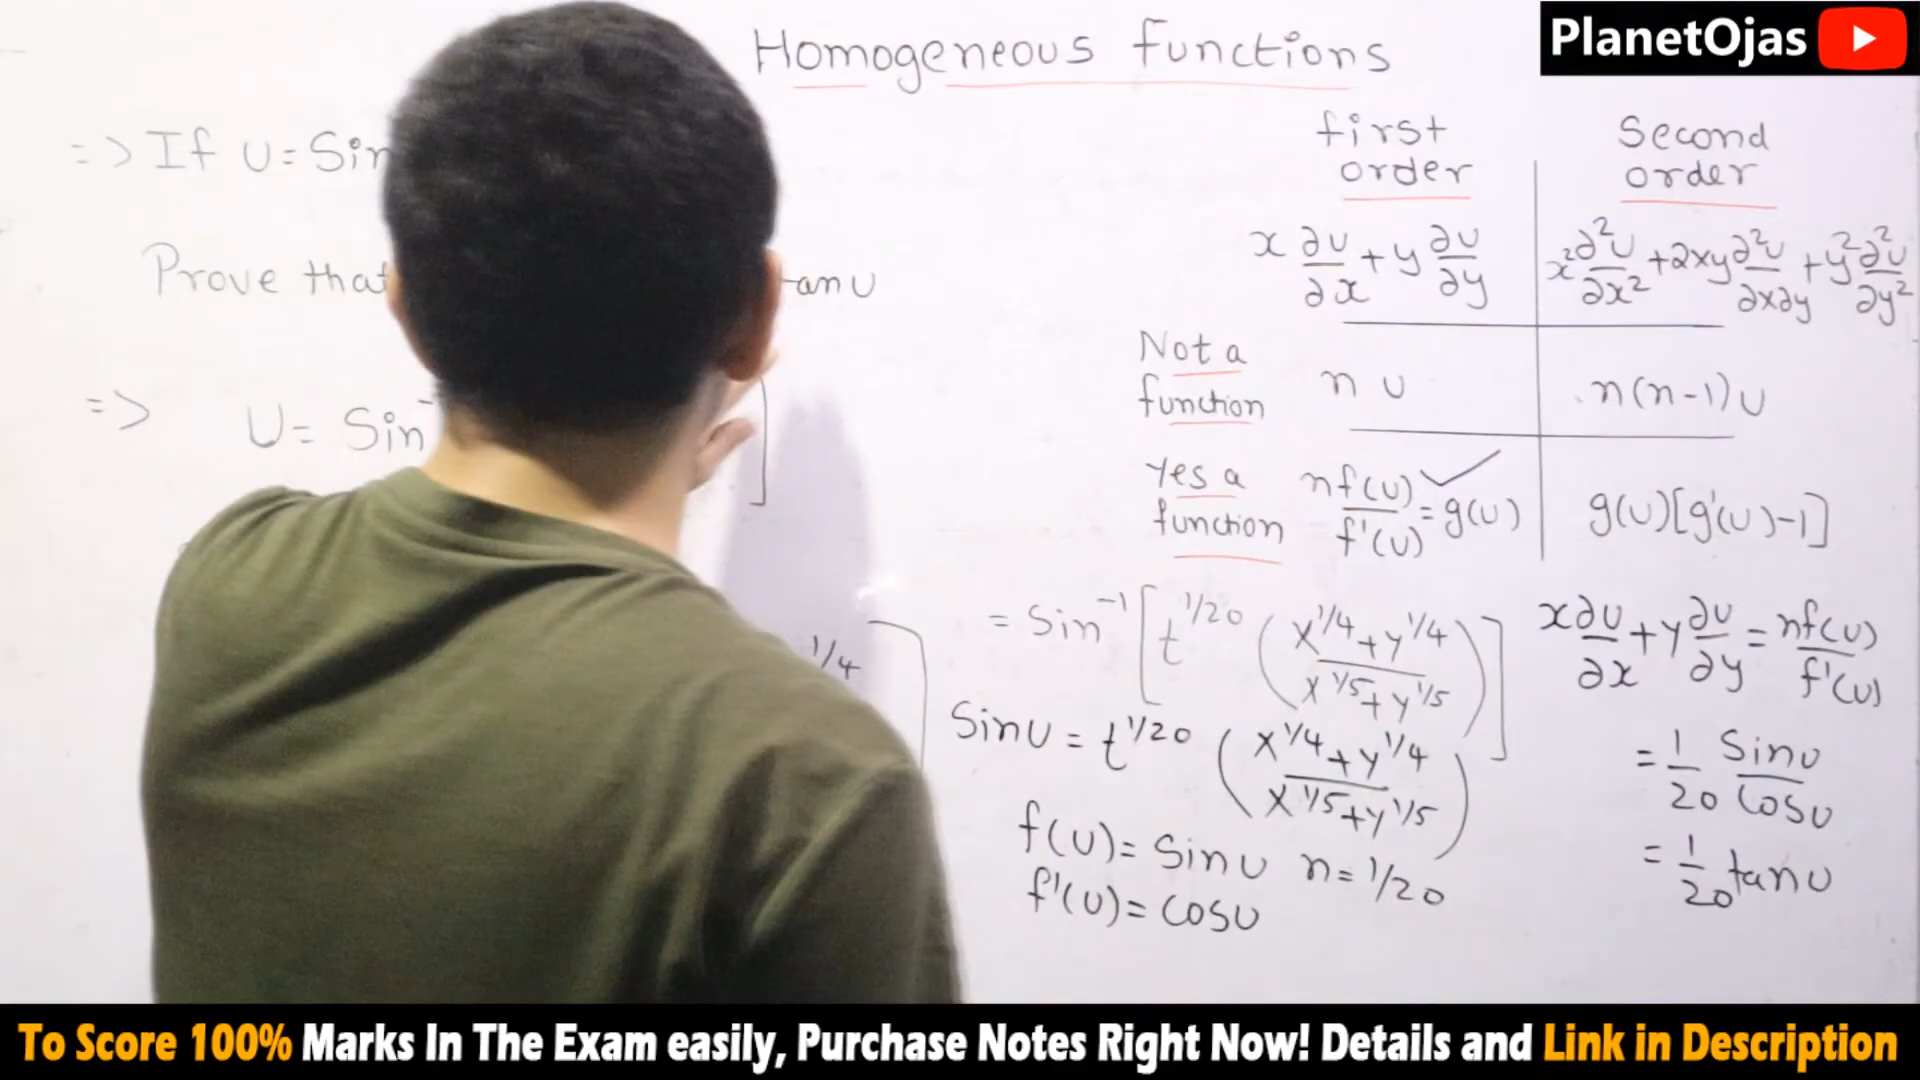 Homogeneous functions
PlanetOjas
=> If U = Sin
Prove that tan U
=> U = Sin⁻ ]
1/4 ]
first order
Second order
x ∂U/∂x + y ∂U/∂y
x² ∂²U/∂x² + 2xy ∂²U/∂x∂y + y² ∂²U/∂y²
Not a function
n U
n(n-1)U
Yes a function
nf(U)/f'(U) = g(U) ✓
g(U)[g'(U)-1]
= Sin⁻¹ [ t^1/20 ( x^1/4 + y^1/4 / x^1/5 + y^1/5 ) ]
Sin U = t^1/20 ( x^1/4 + y^1/4 / x^1/5 + y^1/5 )
f(U) = Sin U n = 1/20
f'(U) = Cos U
x ∂U/∂x + y ∂U/∂y = nf(U)/f'(U)
= 1/20 Sin U/Cos U
= 1/20 tan U
To Score 100% Marks In The Exam easily, Purchase Notes Right Now! Details and Link in Description